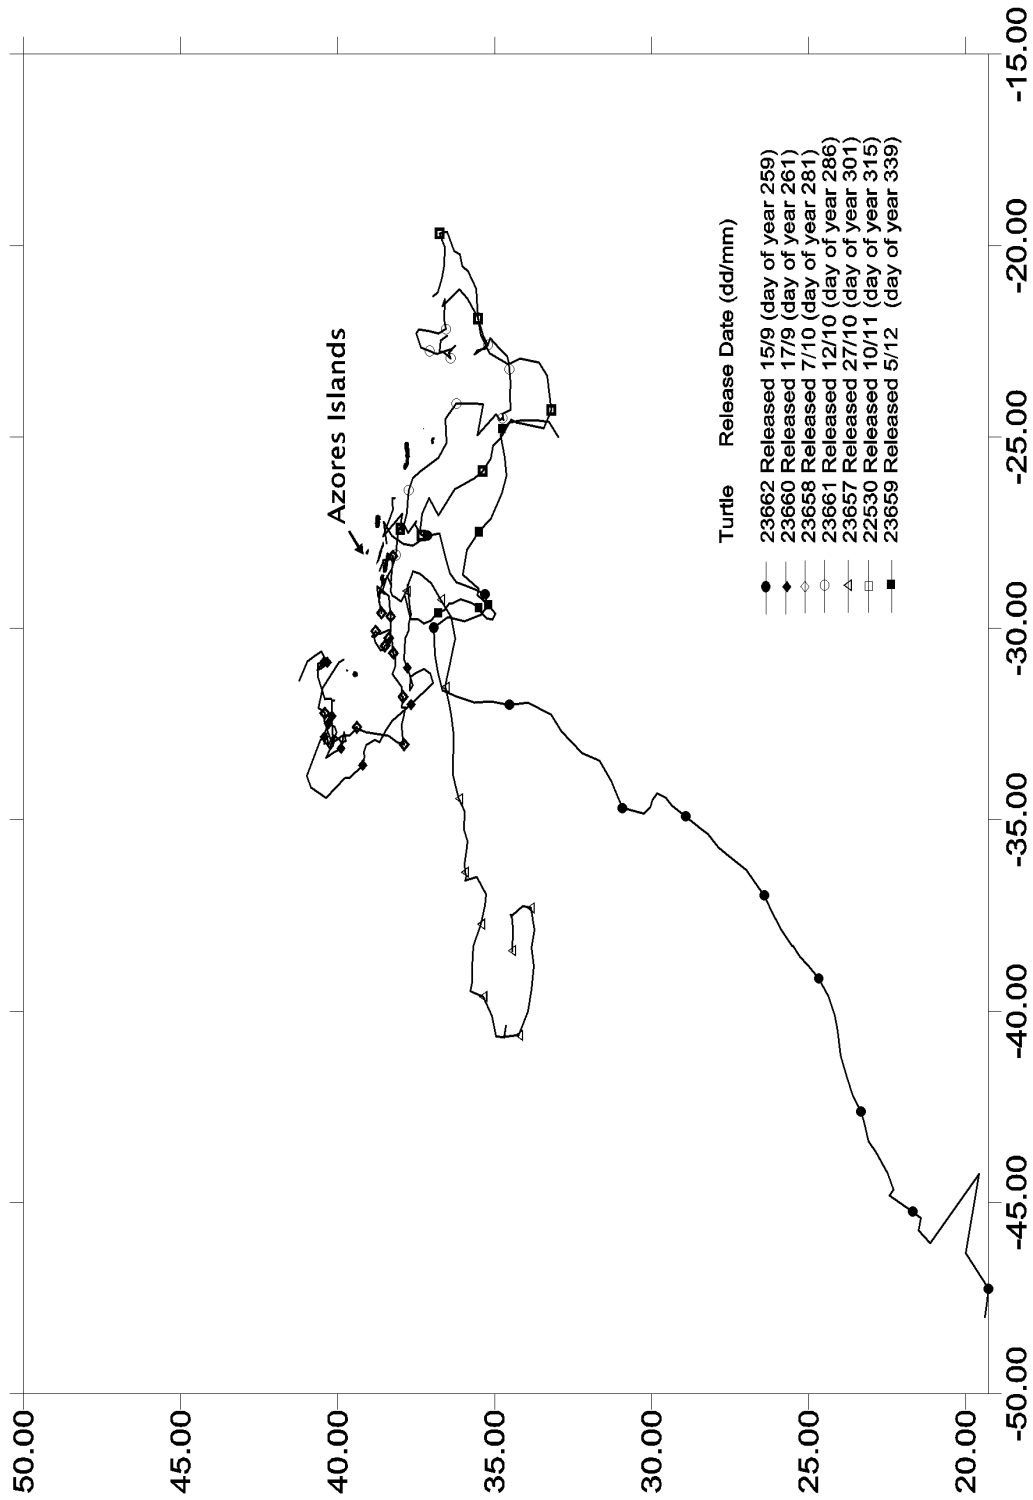 50.00
45.00
40.00
35.00
30.00
25.00
20.00
-50.00
-45.00
-40.00
-35.00
-30.00
-25.00
-20.00
-15.00
Azores Islands
Turtle Release Date (dd/mm)
23662 Released 15/9 (day of year 259)
23660 Released 17/9 (day of year 261)
23658 Released 7/10 (day of year 281)
23661 Released 12/10 (day of year 286)
23657 Released 27/10 (day of year 301)
22530 Released 10/11 (day of year 315)
23659 Released 5/12 (day of year 339)